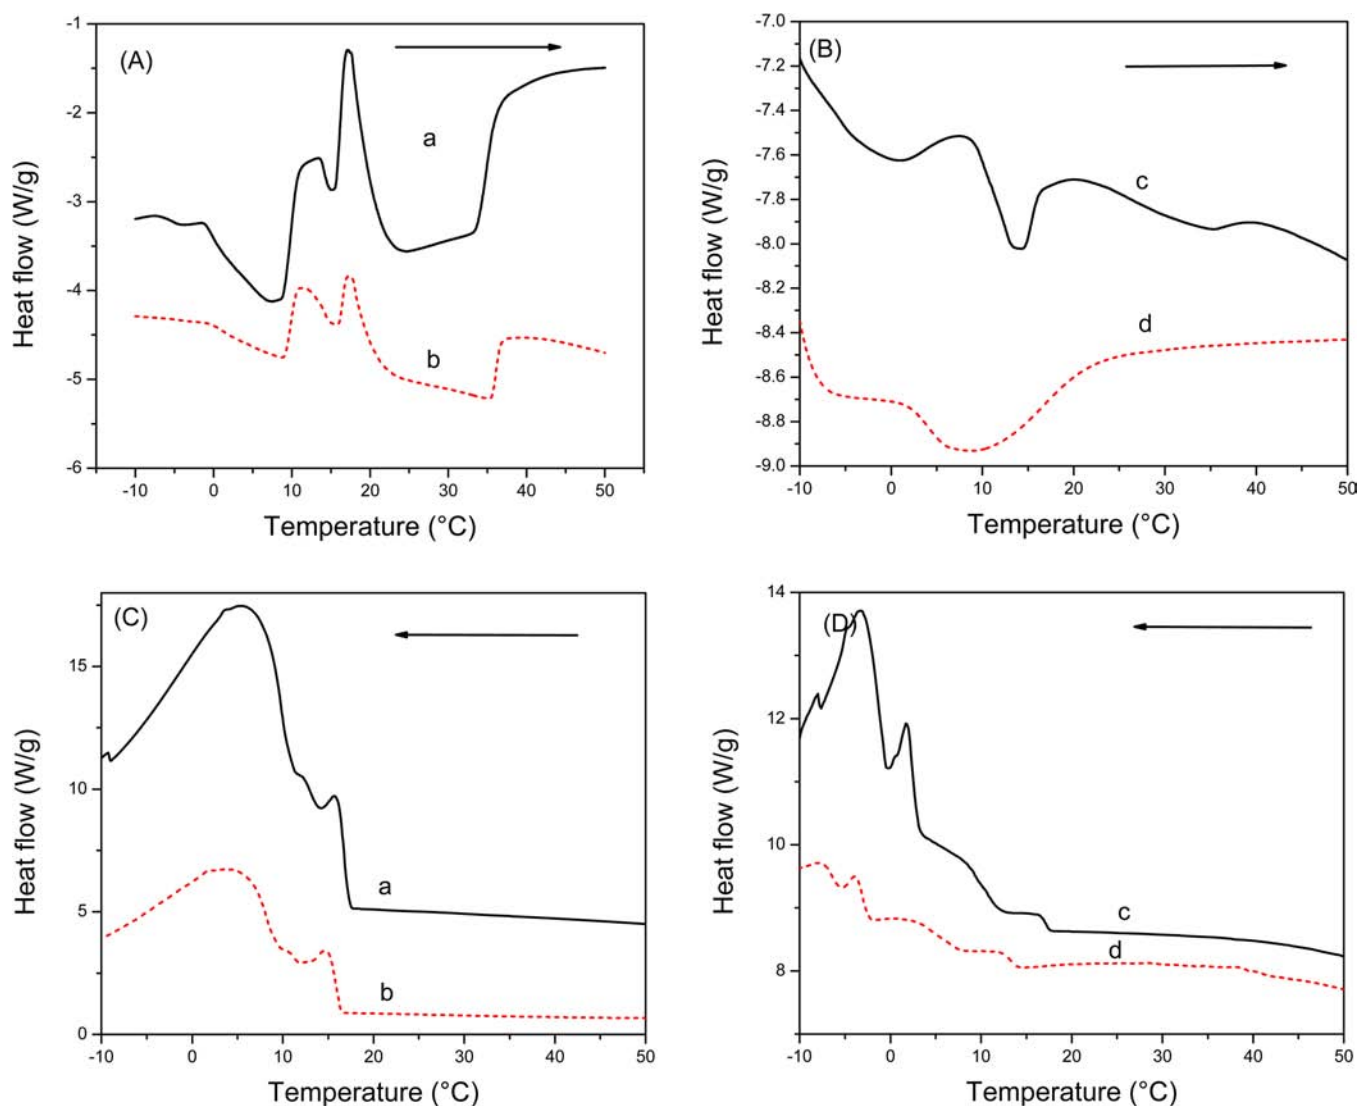 (A)
-1
-2
-3
-4
-5
-6
Heat flow (W/g)
a
b
-10 0 10 20 30 40 50
Temperature (°C)
(B)
-7.0
-7.2
-7.4
-7.6
-7.8
-8.0
-8.2
-8.4
-8.6
-8.8
-9.0
Heat flow (W/g)
c
d
-10 0 10 20 30 40 50
Temperature (°C)
(C)
15
10
5
0
Heat flow (W/g)
a
b
-10 0 10 20 30 40 50
Temperature (°C)
(D)
14
12
10
8
Heat flow (W/g)
c
d
-10 0 10 20 30 40 50
Temperature (°C)